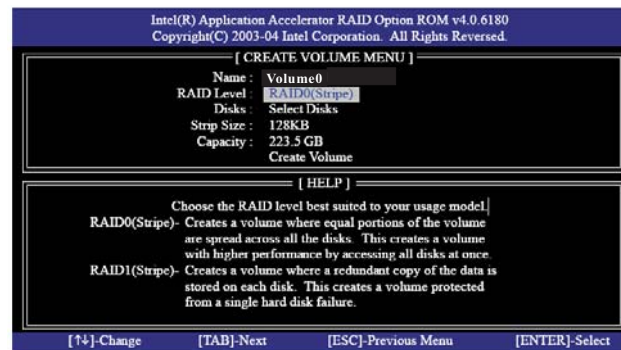 Intel(R) Application Accelerator RAID Option ROM v4.0.6180
Copyright(C) 2003-04 Intel Corporation. All Rights Reversed.
[ CREATE VOLUME MENU ]
Name : Volume0
RAID Level : RAID0(Stripe)
Disks : Select Disks
Strip Size : 128KB
Capacity : 223.5 GB
Create Volume
[ HELP ]
Choose the RAID level best suited to your usage model.
RAID0(Stripe)- Creates a volume where equal portions of the volume
are spread across all the disks. This creates a volume
with higher performance by accessing all disks at once.
RAID1(Stripe)- Creates a volume where a redundant copy of the data is
stored on each disk. This creates a volume protected
from a single hard disk failure.
[↑↓]-Change [TAB]-Next [ESC]-Previous Menu [ENTER]-Select